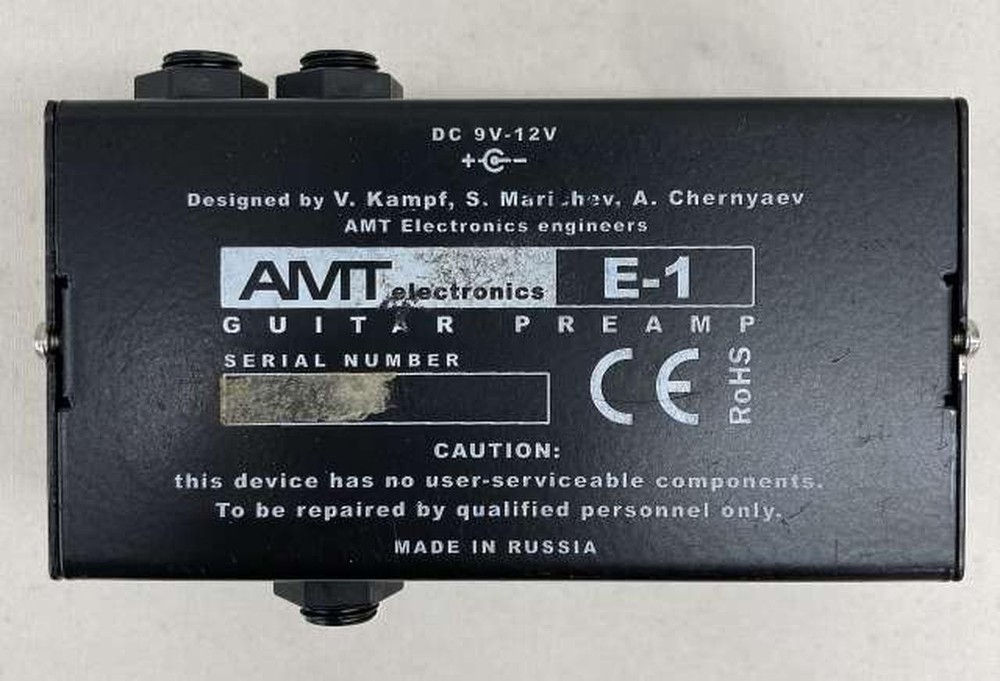 DC 9V-12V
+ -
Designed by V. Kampf, S. A. Chernyaev
AMT Electronics engineers
AMT electronics E-1
GUITAR PREAMP
SERIAL NUMBER
CE RoHS
CAUTION:
this device has no user-serviceable components.
To be repaired by qualified personnel only.
MADE IN RUSSIA